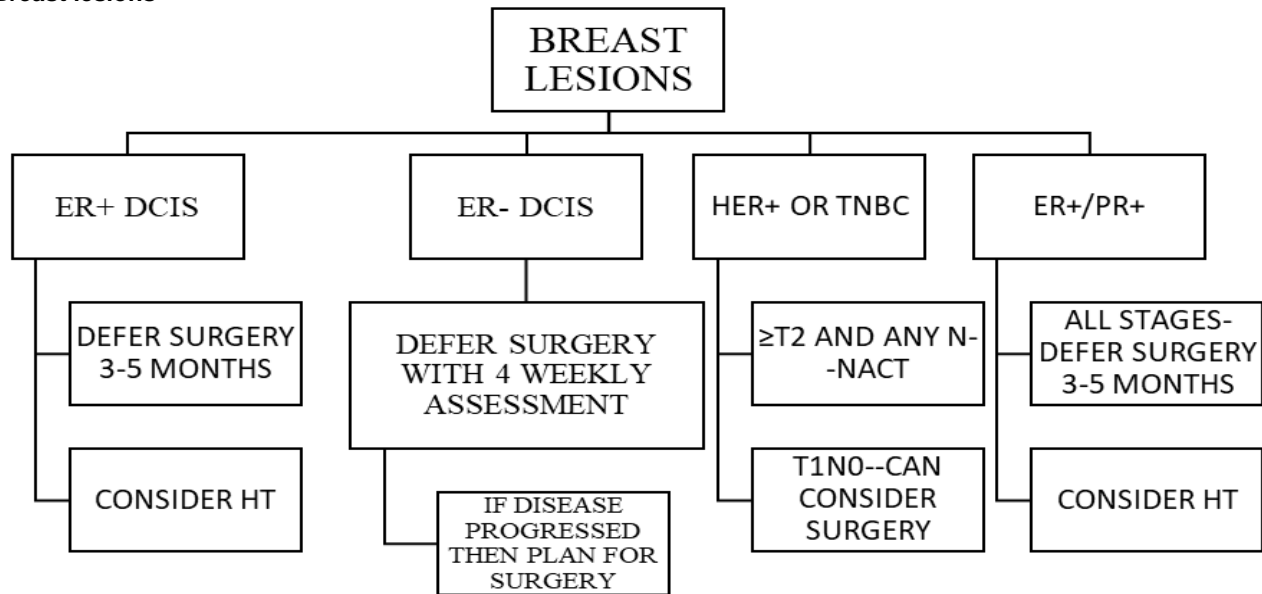 Breast lesions
BREAST
LESIONS
ER+ DCIS
ER- DCIS
HER+ OR TNBC
ER+/PR+
DEFER SURGERY
3-5 MONTHS
CONSIDER HT
DEFER SURGERY
WITH 4 WEEKLY
ASSESSMENT
IF DISEASE
PROGRESSED
THEN PLAN FOR
SURGERY
≥T2 AND ANY N-
-NACT
T1N0--CAN
CONSIDER
SURGERY
ALL STAGES-
DEFER SURGERY
3-5 MONTHS
CONSIDER HT